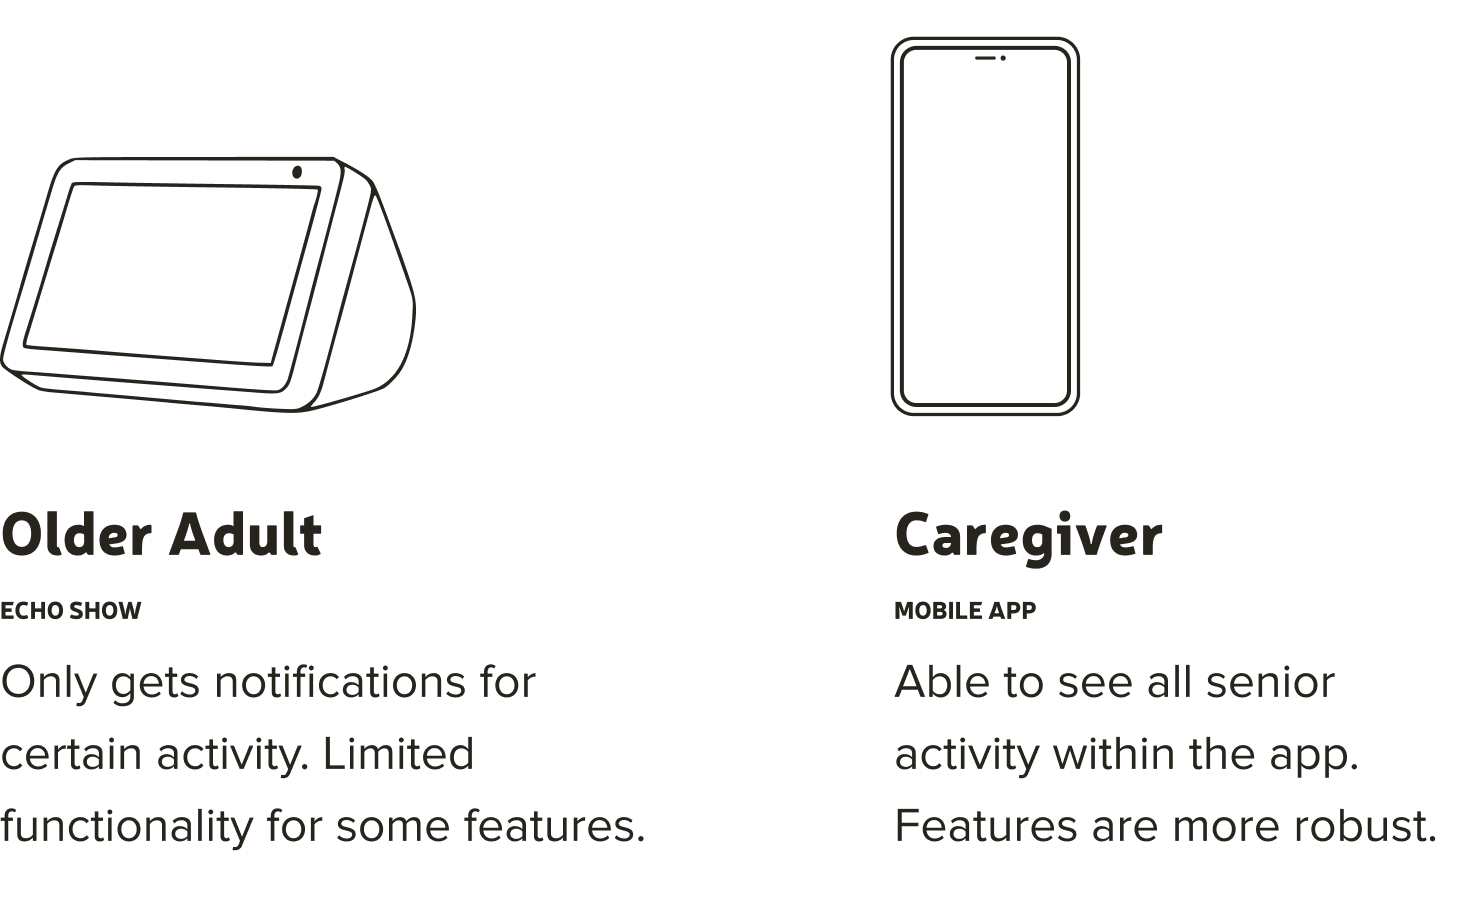 Older Adult
ECHO SHOW
Only gets notifications for
certain activity. Limited
functionality for some features.
Caregiver
MOBILE APP
Able to see all senior
activity within the app.
Features are more robust.